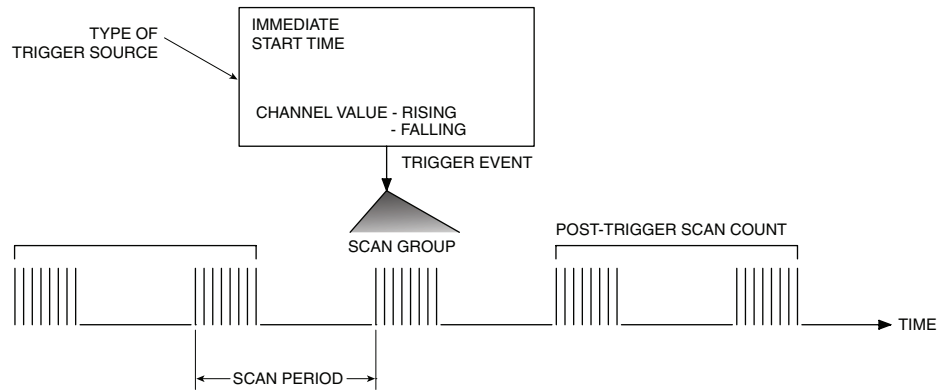 TYPE OF
TRIGGER SOURCE
IMMEDIATE
START TIME
CHANNEL VALUE - RISING
- FALLING
TRIGGER EVENT
SCAN GROUP
POST-TRIGGER SCAN COUNT
TIME
SCAN PERIOD